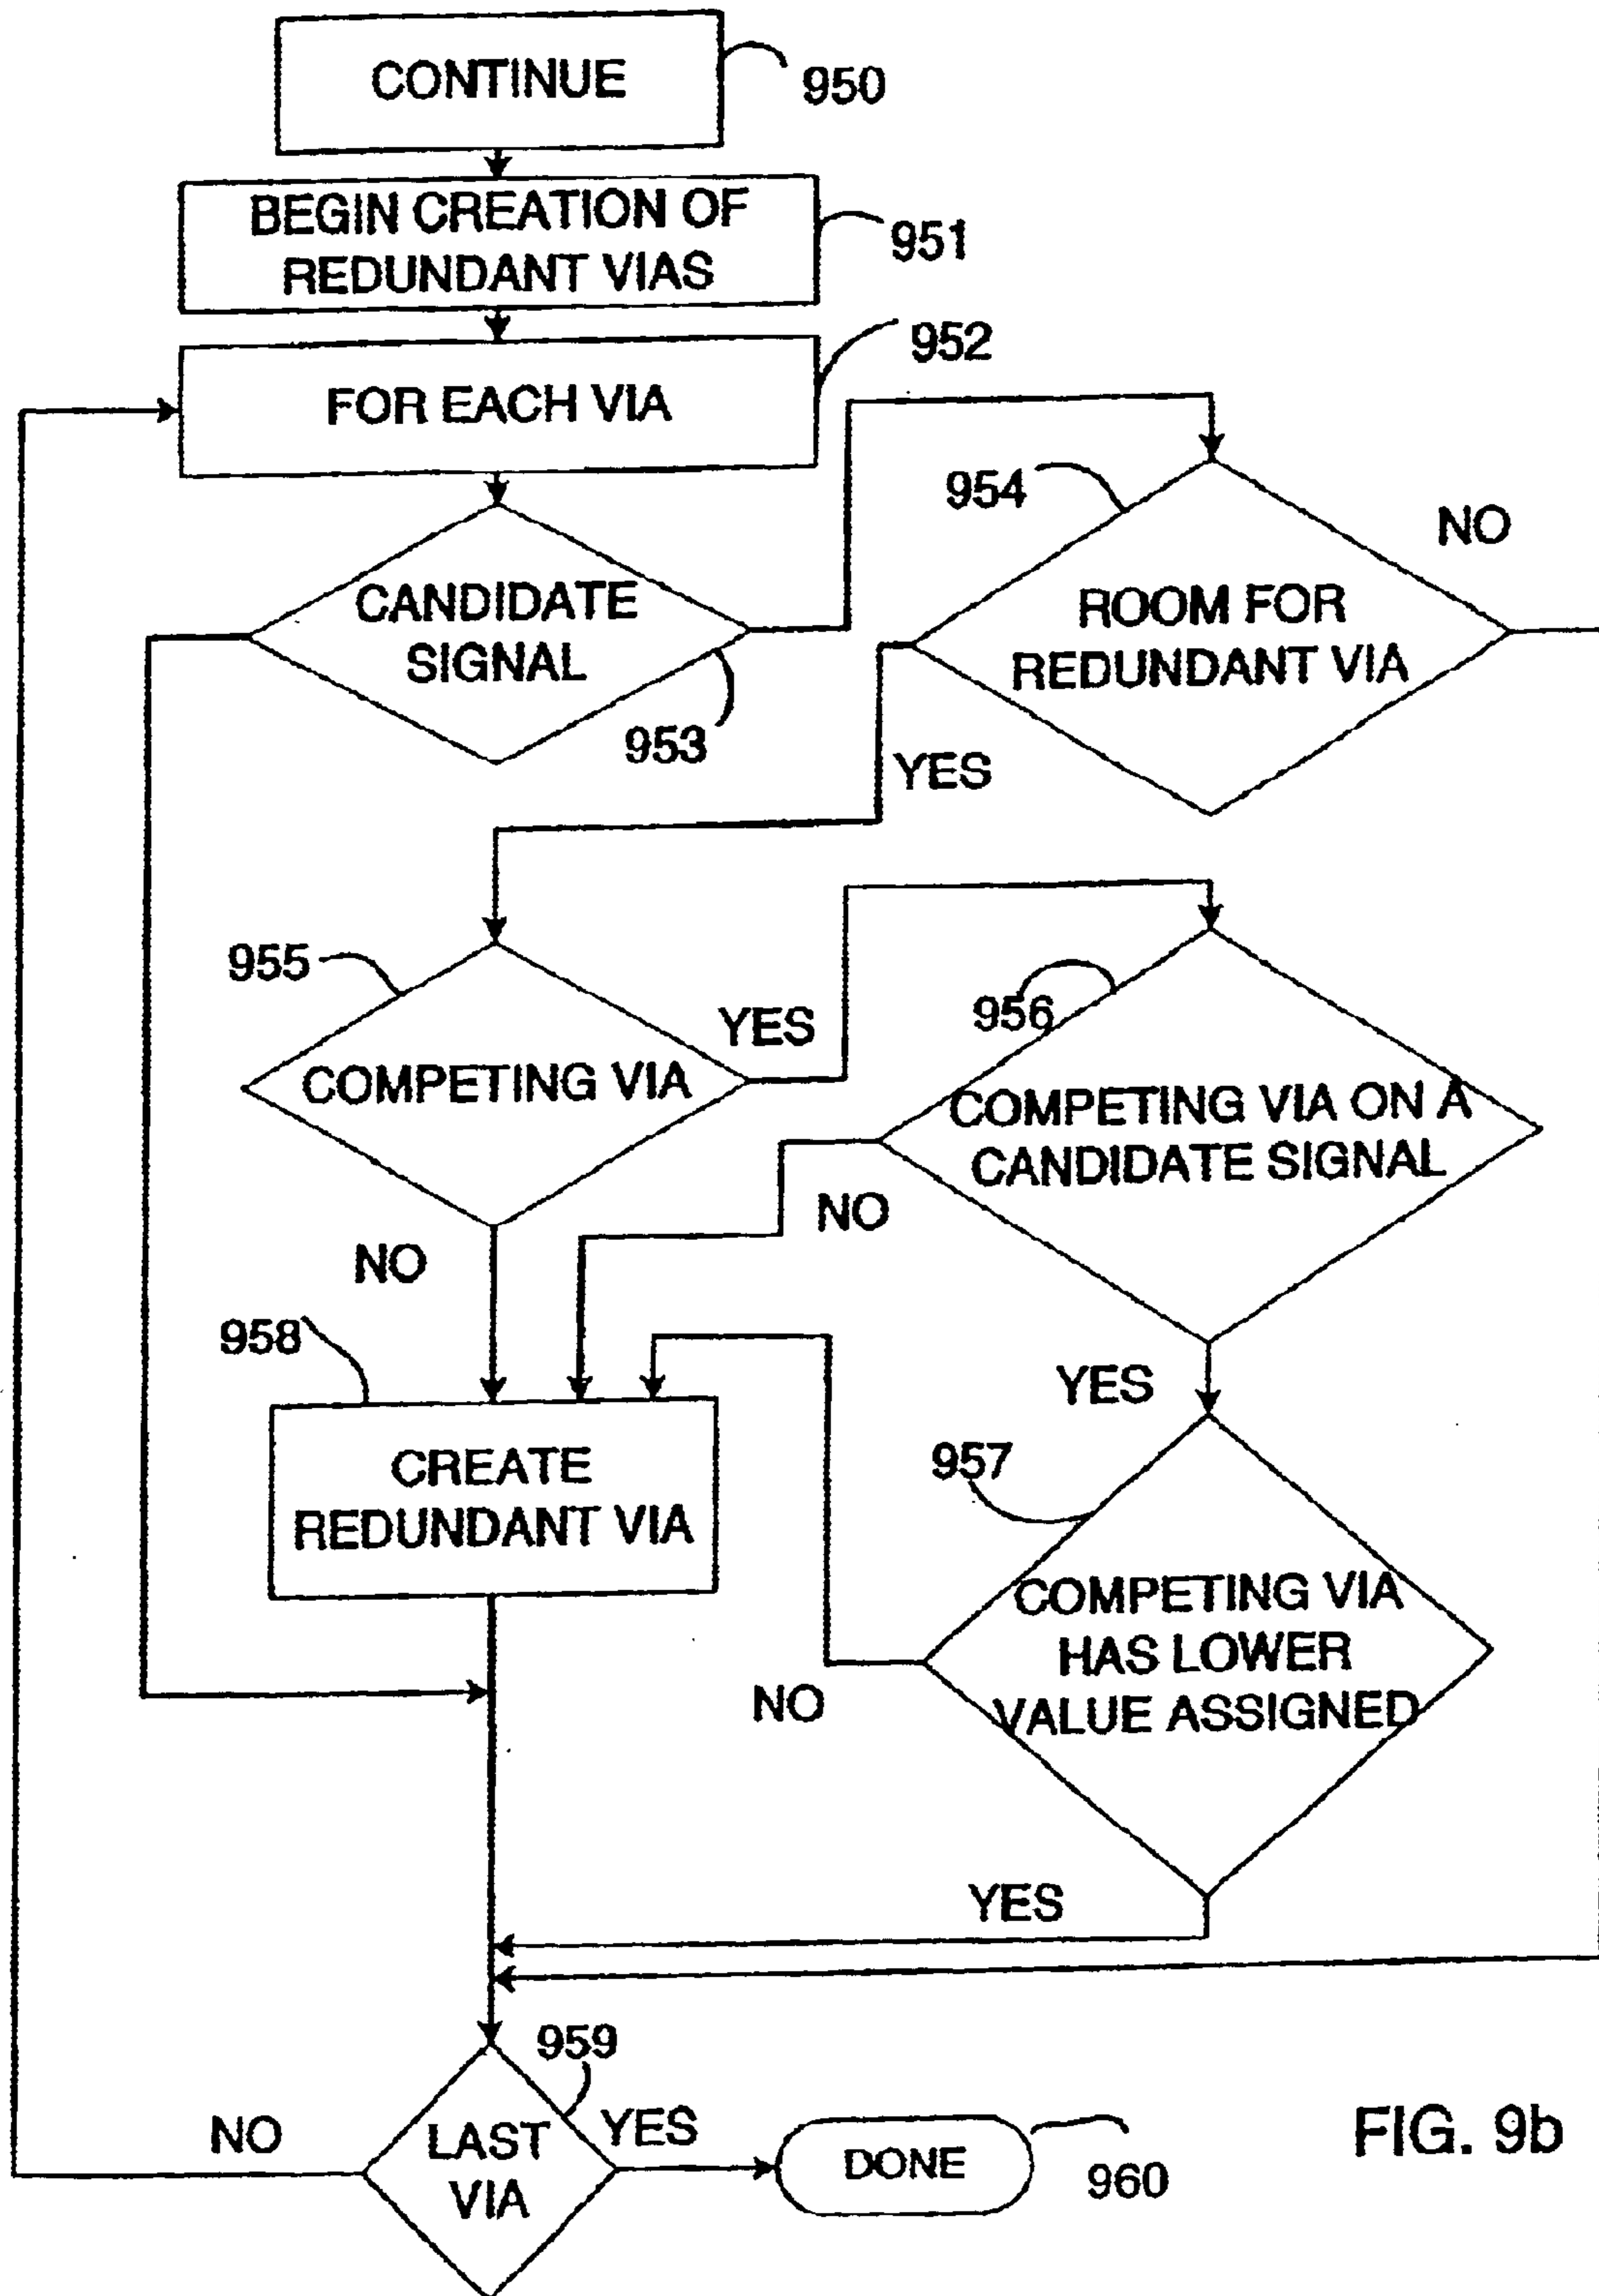 CONTINUE
950
BEGIN CREATION OF
REDUNDANT VIAS
951
FOR EACH VIA
952
CANDIDATE
SIGNAL
953
954
NO
ROOM FOR
REDUNDANT VIA
YES
955
COMPETING VIA
YES
956
COMPETING VIA ON A
CANDIDATE SIGNAL
NO
NO
YES
958
CREATE
REDUNDANT VIA
957
COMPETING VIA
HAS LOWER
VALUE ASSIGNED
NO
YES
959
LAST
VIA
NO
YES
DONE
960
FIG. 9b